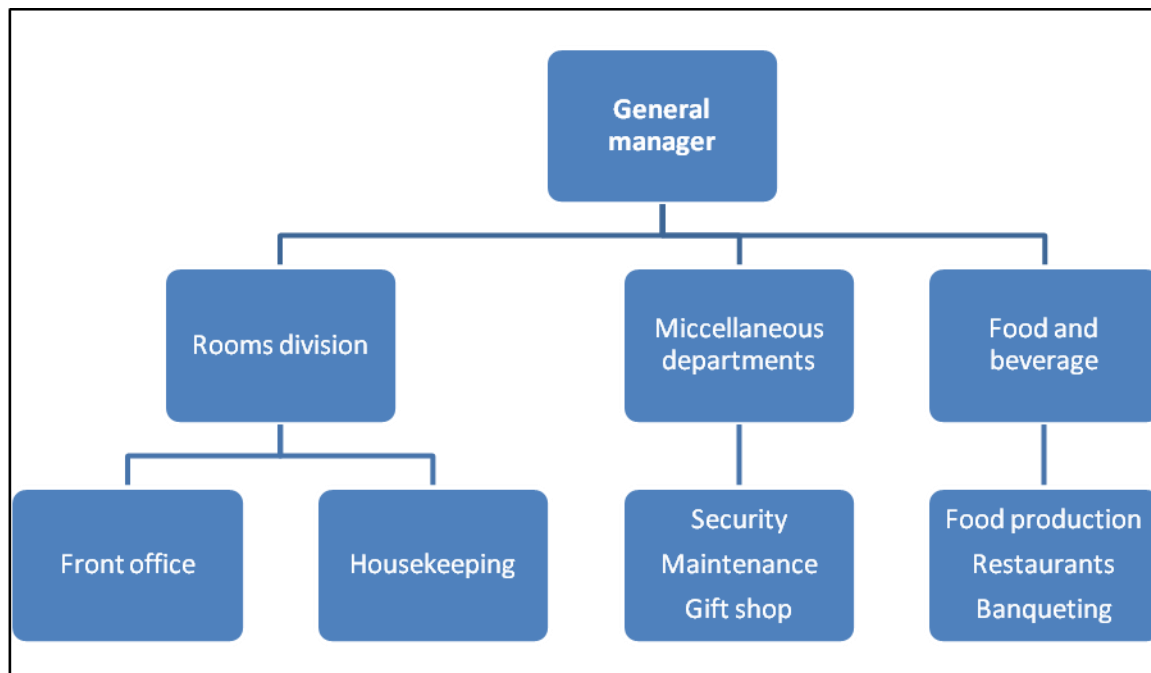 General
manager
Rooms division
Miccellaneous
departments
Food and
beverage
Front office
Housekeeping
Security
Maintenance
Gift shop
Food production
Restaurants
Banqueting